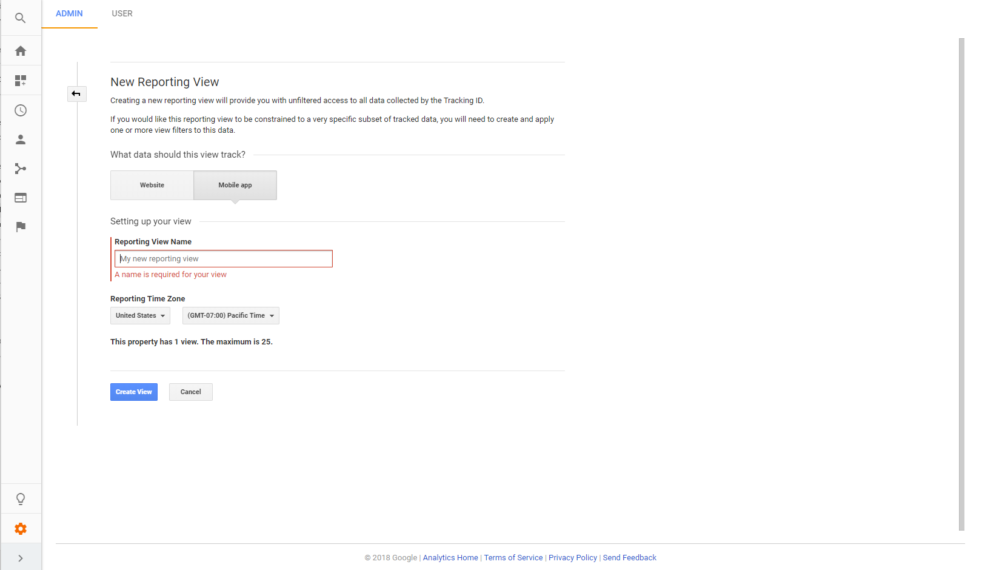 ADMIN USER
New Reporting View
Creating a new reporting view will provide you with unfiltered access to all data collected by the Tracking ID.
If you would like this reporting view to be constrained to a very specific subset of tracked data, you will need to create and apply
one or more view filters to this data.
What data should this view track?
Website Mobile app
Setting up your view
Reporting View Name
My new reporting view
A name is required for your view
Reporting Time Zone
United States (GMT-07:00) Pacific Time
This property has 1 view. The maximum is 25.
Create View Cancel
© 2018 Google | Analytics Home | Terms of Service | Privacy Policy | Send Feedback